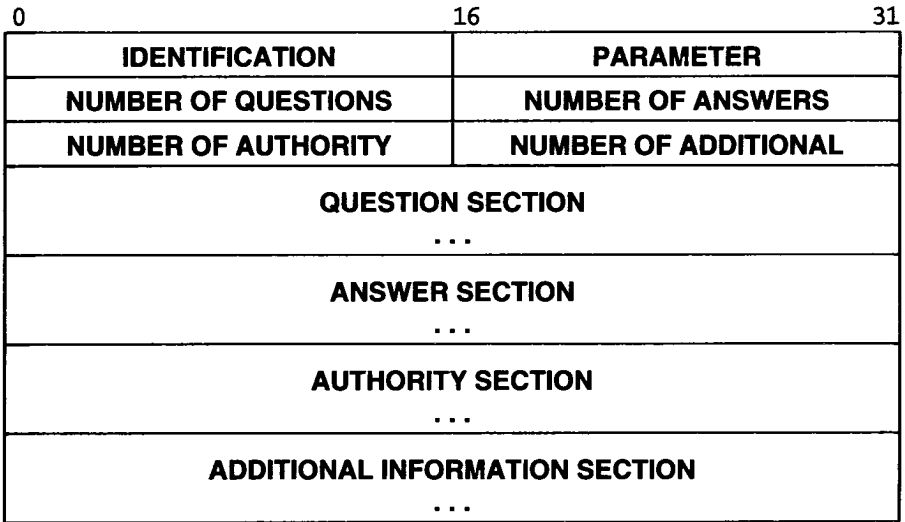 0 16 31
IDENTIFICATION PARAMETER
NUMBER OF QUESTIONS NUMBER OF ANSWERS
NUMBER OF AUTHORITY NUMBER OF ADDITIONAL
QUESTION SECTION
...
ANSWER SECTION
...
AUTHORITY SECTION
...
ADDITIONAL INFORMATION SECTION
...